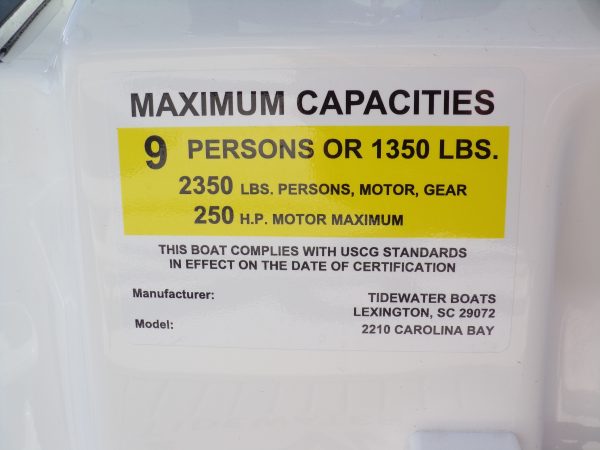 MAXIMUM CAPACITIES
9 PERSONS OR 1350 LBS.
2350 LBS. PERSONS, MOTOR, GEAR
250 H.P. MOTOR MAXIMUM
THIS BOAT COMPLIES WITH USCG STANDARDS
IN EFFECT ON THE DATE OF CERTIFICATION
Manufacturer: TIDEWATER BOATS
LEXINGTON, SC 29072
Model: 2210 CAROLINA BAY